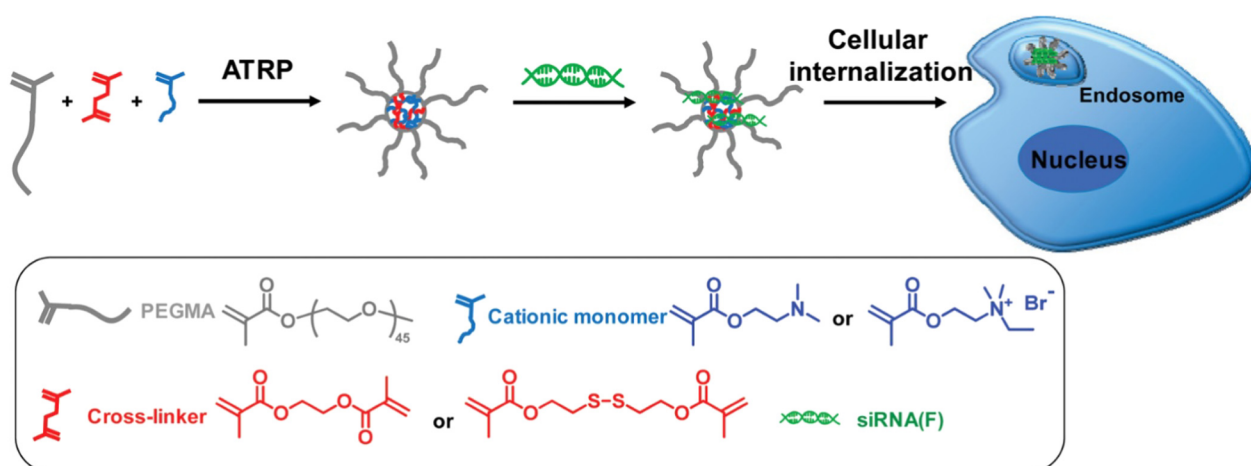 Cellular
internalization
ATRP
+ +
Endosome
Nucleus
PEGMA
O
O
O
45
Cationic monomer
O
O
N
or
O
O
N+ Br-
Cross-linker
O
O
O
O
or
O
O
S-S
O
O
siRNA(F)